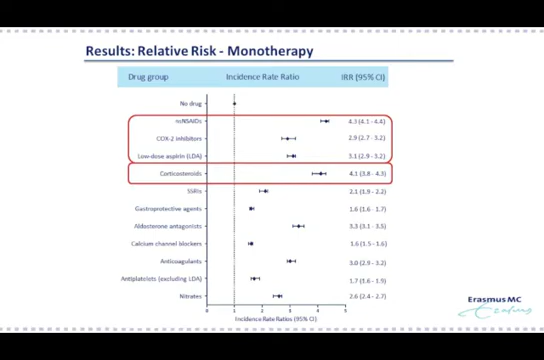 Results: Relative Risk - Monotherapy
Drug group Incidence Rate Ratio IRR (95% CI)
No drug
nsNSAIDs 4.3 (4.1 - 4.4)
COX-2 inhibitors 2.9 (2.7 - 3.2)
Low-dose aspirin (LDA) 3.1 (2.9 - 3.2)
Corticosteroids 4.1 (3.8 - 4.3)
SSRIs 2.1 (1.9 - 2.2)
Gastroprotective agents 1.6 (1.6 - 1.7)
Aldosterone antagonists 3.3 (3.1 - 3.5)
Calcium channel blockers 1.6 (1.5 - 1.6)
Anticoagulants 3.0 (2.9 - 3.2)
Antiplatelets (excluding LDA) 1.7 (1.6 - 1.9)
Nitrates 2.6 (2.4 - 2.7)
0 1 2 3 4 5
Incidence Rate Ratios (95% CI)
Erasmus MC
Erasmus